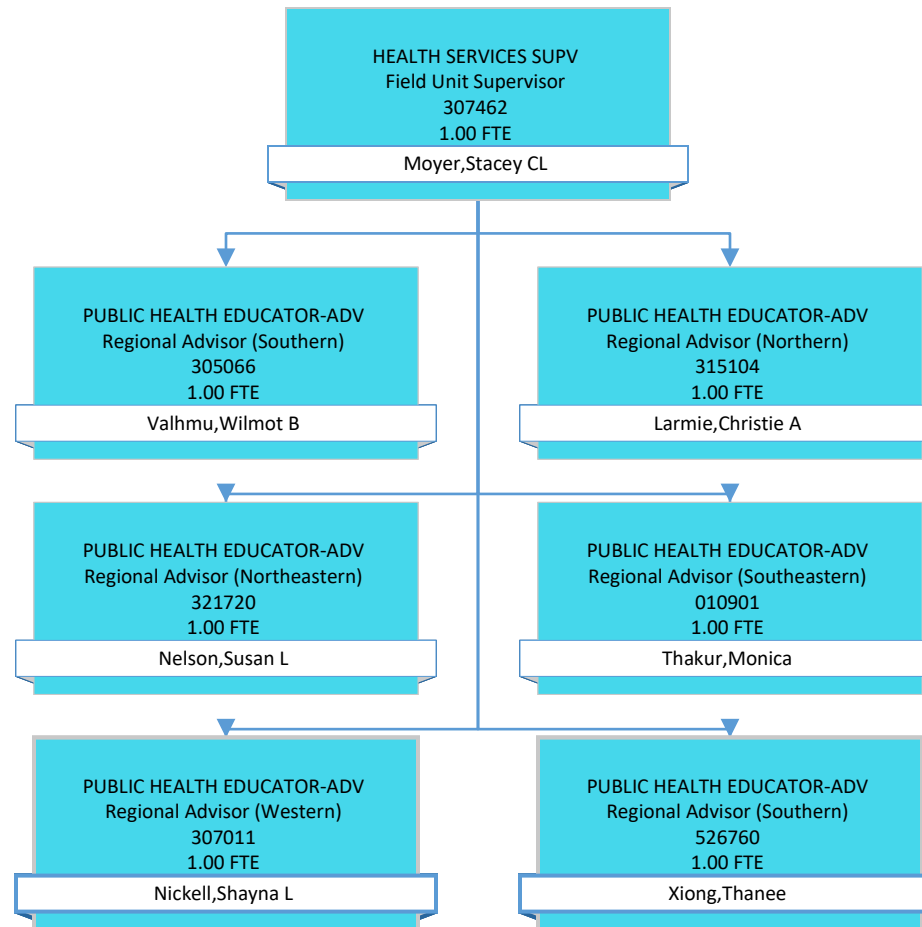 HEALTH SERVICES SUPV
Field Unit Supervisor
307462
1.00 FTE
Moyer,Stacey CL
PUBLIC HEALTH EDUCATOR-ADV
Regional Advisor (Southern)
305066
1.00 FTE
Valhmu,Wilmot B
PUBLIC HEALTH EDUCATOR-ADV
Regional Advisor (Northern)
315104
1.00 FTE
Larmie,Christie A
PUBLIC HEALTH EDUCATOR-ADV
Regional Advisor (Northeastern)
321720
1.00 FTE
Nelson,Susan L
PUBLIC HEALTH EDUCATOR-ADV
Regional Advisor (Southeastern)
010901
1.00 FTE
Thakur,Monica
PUBLIC HEALTH EDUCATOR-ADV
Regional Advisor (Western)
307011
1.00 FTE
Nickell,Shayna L
PUBLIC HEALTH EDUCATOR-ADV
Regional Advisor (Southern)
526760
1.00 FTE
Xiong,Thanee